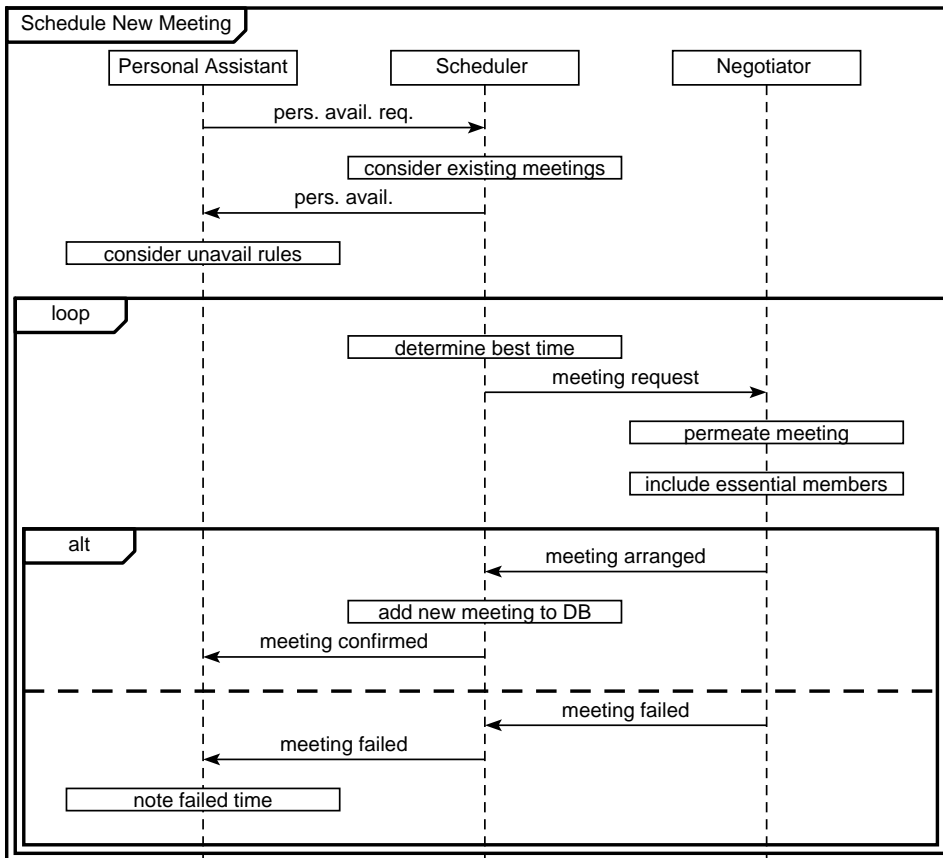 Schedule New Meeting
Personal Assistant
Scheduler
Negotiator
pers. avail. req.
consider existing meetings
pers. avail.
consider unavail rules
loop
determine best time
meeting request
permeate meeting
include essential members
alt
meeting arranged
add new meeting to DB
meeting confirmed
meeting failed
meeting failed
note failed time